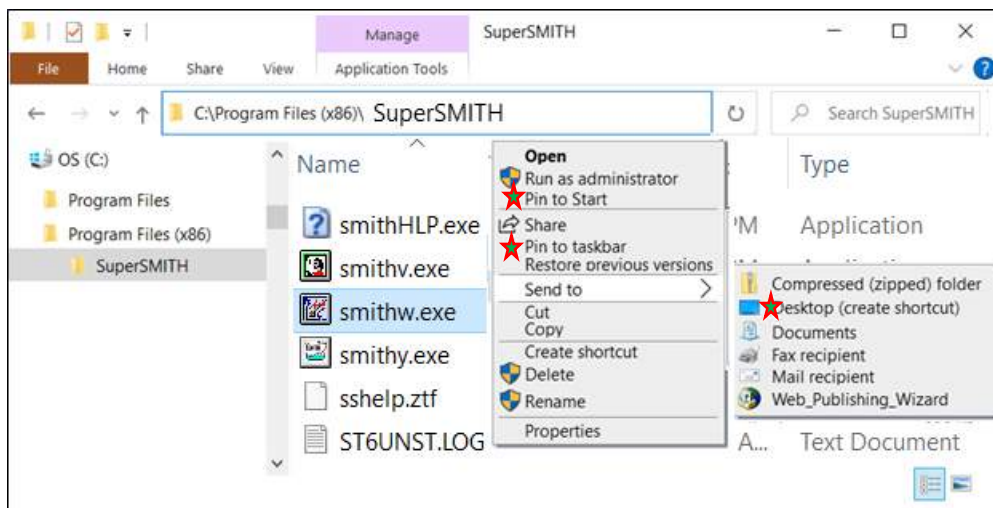 Manage
SuperSMITH
File
Home
Share
View
Application Tools
?
C:\Program Files (x86)\ SuperSMITH
Search SuperSMITH
OS (C:)
Program Files
Program Files (x86)
SuperSMITH
Name
Type
smithHLP.exe
PM
Application
smithv.exe
smithw.exe
smithy.exe
sshelp.ztf
ST6UNST.LOG
A...
Text Document
Open
Run as administrator
Pin to Start
Share
Pin to taskbar
Restore previous versions
Send to
Cut
Copy
Create shortcut
Delete
Rename
Properties
Compressed (zipped) folder
Desktop (create shortcut)
Documents
Fax recipient
Mail recipient
Web_Publishing_Wizard